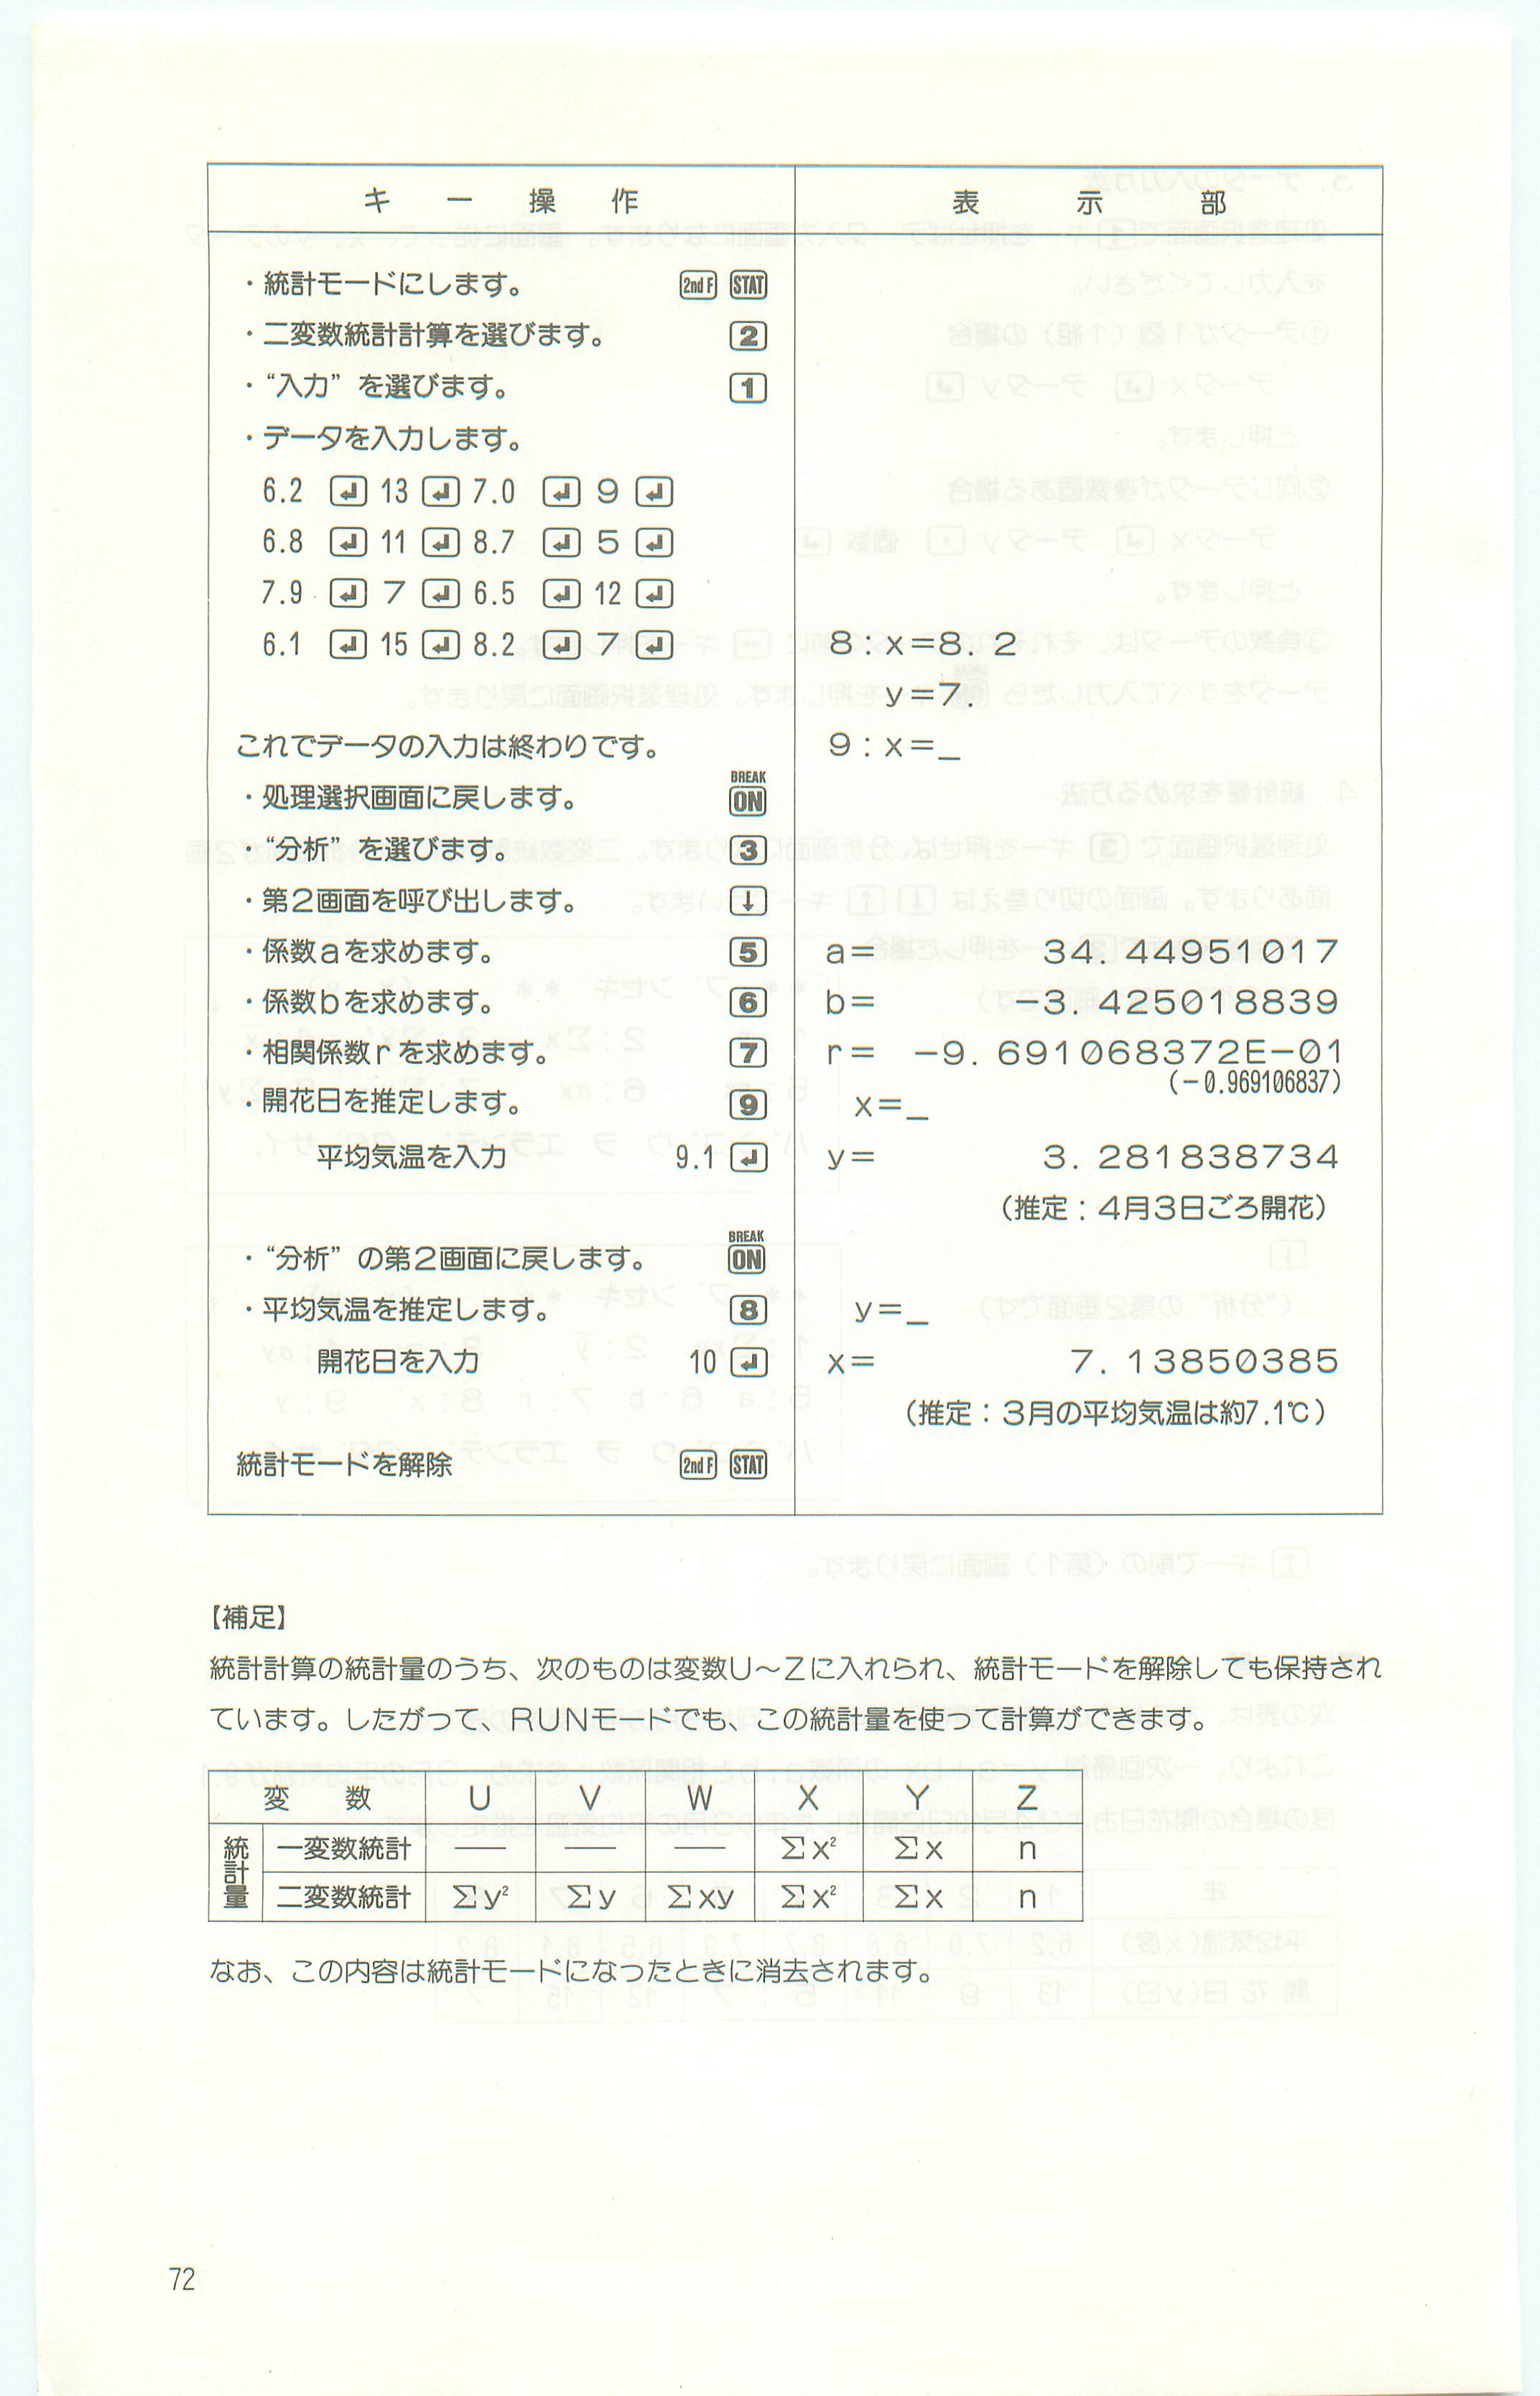 キー操作 表示部
・統計モードにします。 2nd F STAT
・二変数統計計算を選びます。 2
・“入力”を選びます。 1
・データを入力します。
6.2 ↵ 13 ↵ 7.0 ↵ 9 ↵
6.8 ↵ 11 ↵ 8.7 ↵ 5 ↵
7.9 ↵ 7 ↵ 6.5 ↵ 12 ↵
6.1 ↵ 15 ↵ 8.2 ↵ 7 ↵ 8:x=8.2
y=7.
これでデータの入力は終わりです。 9:x=_
BREAK
・処理選択画面に戻します。 ON
・“分析”を選びます。 3
・第2画面を呼び出します。 ↓
・係数aを求めます。 5 a= 34.44951017
・係数bを求めます。 6 b= -3.425018839
・相関係数rを求めます。 7 r= -9.691068372E-01
(-0.969106837)
・開花日を推定します。 9 x=_
平均気温を入力 9.1 ↵ y= 3.281838734
(推定:4月3日ごろ開花)
BREAK
・“分析”の第2画面に戻します。 ON
・平均気温を推定します。 8 y=_
開花日を入力 10 ↵ x= 7.13850385
(推定:3月の平均気温は約7.1℃)
統計モードを解除 2nd F STAT
【補足】
統計計算の統計量のうち、次のものは変数U〜Zに入れられ、統計モードを解除しても保持され
ています。したがって、RUNモードでも、この統計量を使って計算ができます。
変数 U V W X Y Z
統計量 一変数統計 — — — Σx² Σx n
二変数統計 Σy² Σy Σxy Σx² Σx n
なお、この内容は統計モードになったときに消去されます。
72